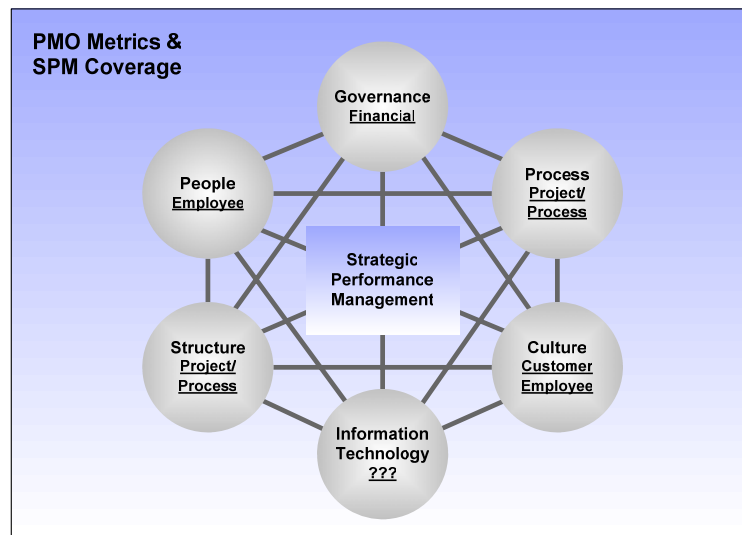 PMO Metrics &
SPM Coverage
Governance
Financial
People
Employee
Process
Project/
Process
Strategic
Performance
Management
Structure
Project/
Process
Culture
Customer
Employee
Information
Technology
???